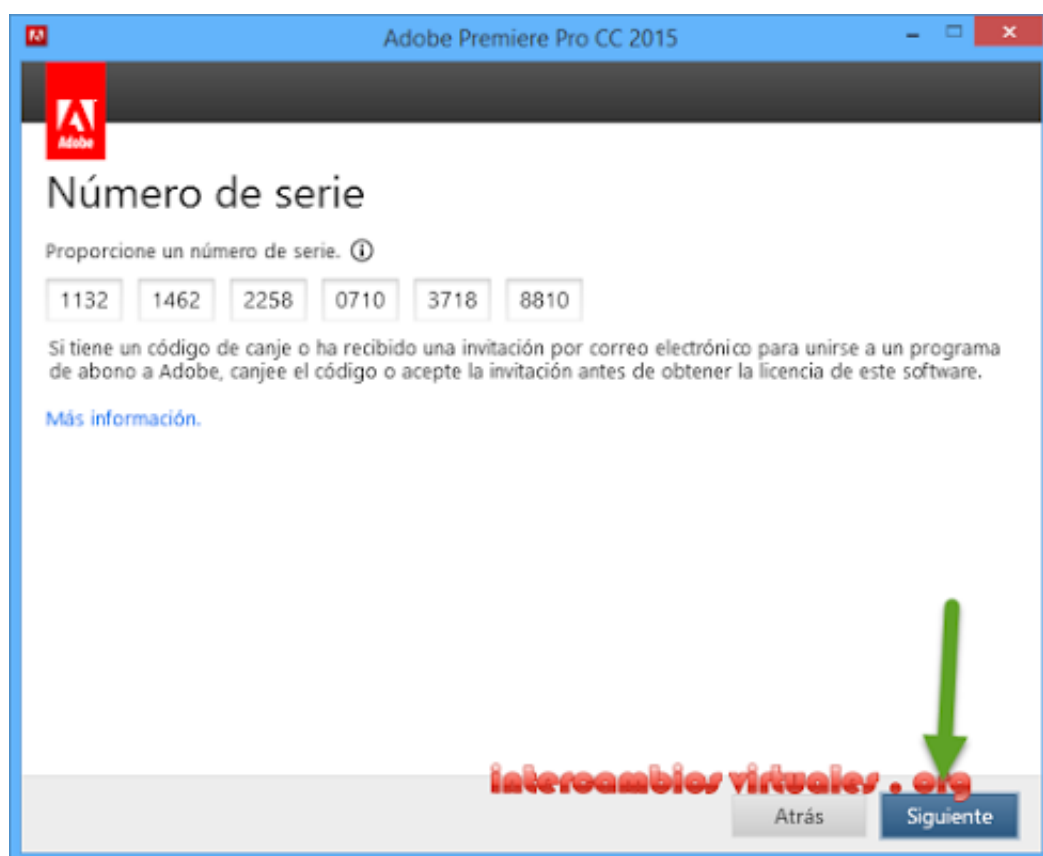 Adobe Premiere Pro CC 2015
Adobe
Número de serie
Proporcione un número de serie.
1132 1462 2258 0710 3718 8810
Si tiene un código de canje o ha recibido una invitación por correo electrónico para unirse a un programa
de abono a Adobe, canjee el código o acepte la invitación antes de obtener la licencia de este software.
Más información.
intercambios virtuales . org
Atrás Siguiente